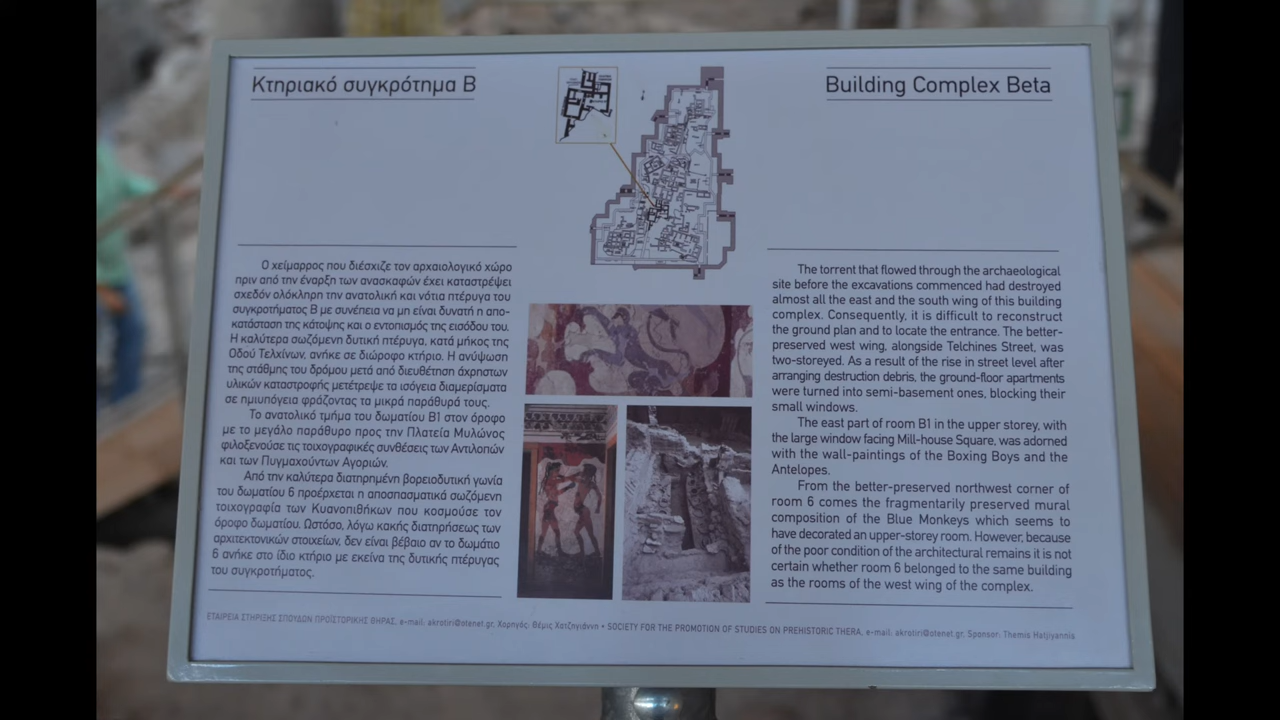 Κτηριακό συγκρότημα Β
Ο χείμαρρος που διέσχιζε τον αρχαιολογικό χώρο
πριν από την έναρξη των ανασκαφών έχει καταστρέψει
σχεδόν ολόκληρη την ανατολική και νότια πτέρυγα του
συγκροτήματος Β με συνέπεια να μη είναι δυνατή η απο-
κατάσταση της κάτοψης και ο εντοπισμός της εισόδου του.
Η καλύτερα σωζόμενη δυτική πτέρυγα, κατά μήκος της
Οδού Τελχίνων, ανήκε σε διώροφο κτήριο. Η ανύψωση
της στάθμης του δρόμου μετά από διευθέτηση άχρηστων
υλικών καταστροφής μετέτρεψε τα ισόγεια διαμερίσματα
σε ημιυπόγεια φράζοντας τα μικρά παράθυρά τους.
Το ανατολικό τμήμα του δωματίου Β1 στον όροφο
με το μεγάλο παράθυρο προς την Πλατεία Μυλώνος
φιλοξενούσε τις τοιχογραφικές συνθέσεις των Αντιλοπών
και των Πυγμαχούντων Αγοριών.
Από την καλύτερα διατηρημένη βορειοδυτική γωνία
του δωματίου 6 προέρχεται η αποσπασματικά σωζόμενη
τοιχογραφία των Κυανοπιθήκων που κοσμούσε τον
όροφο δωματίου. Ωστόσο, λόγω κακής διατηρήσεως των
αρχιτεκτονικών στοιχείων, δεν είναι βέβαιο αν το δωμάτιο
6 ανήκε στο ίδιο κτήριο με εκείνα της δυτικής πτέρυγας
του συγκροτήματος.
Building Complex Beta
The torrent that flowed through the archaeological
site before the excavations commenced had destroyed
almost all the east and the south wing of this building
complex. Consequently, it is difficult to reconstruct
the ground plan and to locate the entrance. The better-
preserved west wing, alongside Telchines Street, was
two-storeyed. As a result of the rise in street level after
arranging destruction debris, the ground-floor apartments
were turned into semi-basement ones, blocking their
small windows.
The east part of room B1 in the upper storey, with
the large window facing Mill-house Square, was adorned
with the wall-paintings of the Boxing Boys and the
Antelopes.
From the better-preserved northwest corner of
room 6 comes the fragmentarily preserved mural
composition of the Blue Monkeys which seems to
have decorated an upper-storey room. However, because
of the poor condition of the architectural remains it is not
certain whether room 6 belonged to the same building
as the rooms of the west wing of the complex.
ΕΤΑΙΡΕΙΑ ΣΤΗΡΙΞΗΣ ΣΠΟΥΔΩΝ ΠΡΟΪΣΤΟΡΙΚΗΣ ΘΗΡΑΣ, e-mail: akrotiri@otenet.gr, Χορηγός: Θέμις Χατζηγιάννη • SOCIETY FOR THE PROMOTION OF STUDIES ON PREHISTORIC THERA, e-mail: akrotiri@otenet.gr, Sponsor: Themis Hatjiyannis